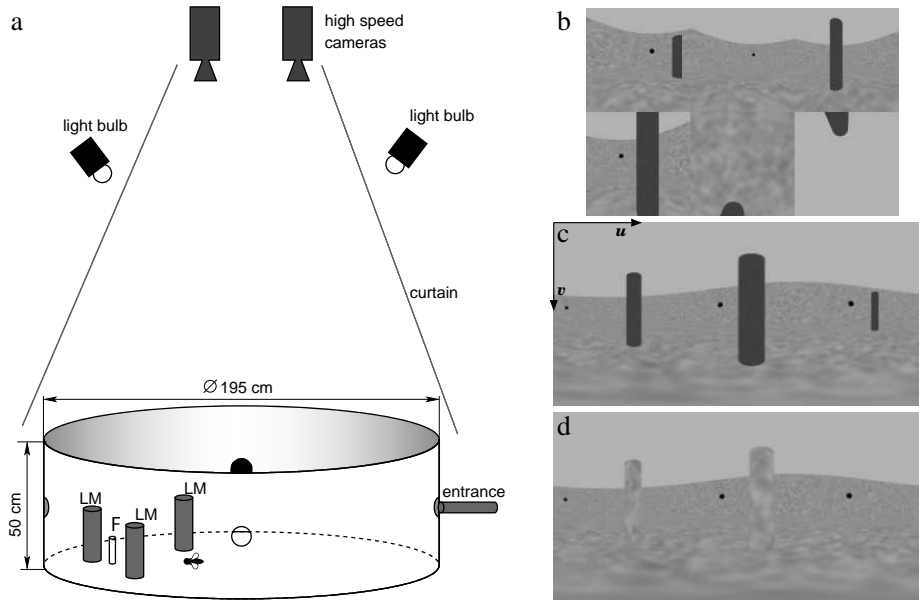 a
high speed
cameras
light bulb
light bulb
curtain
Ø 195 cm
50 cm
LM
F
LM
LM
entrance
b
c
u
v
d